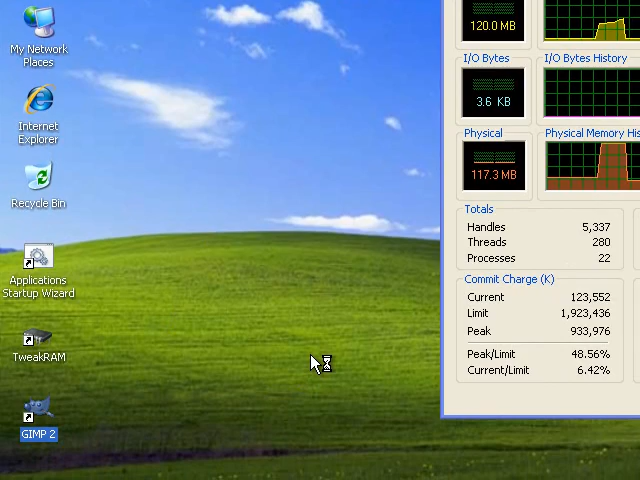 My Network
Places
Internet
Explorer
Recycle Bin
Applications
Startup Wizard
TweakRAM
GIMP 2
120.0 MB
I/O Bytes
I/O Bytes History
3.6 KB
Physical
Physical Memory His
117.3 MB
Totals
Handles 5,337
Threads 280
Processes 22
Commit Charge (K)
Current 123,552
Limit 1,923,436
Peak 933,976
Peak/Limit 48.56%
Current/Limit 6.42%